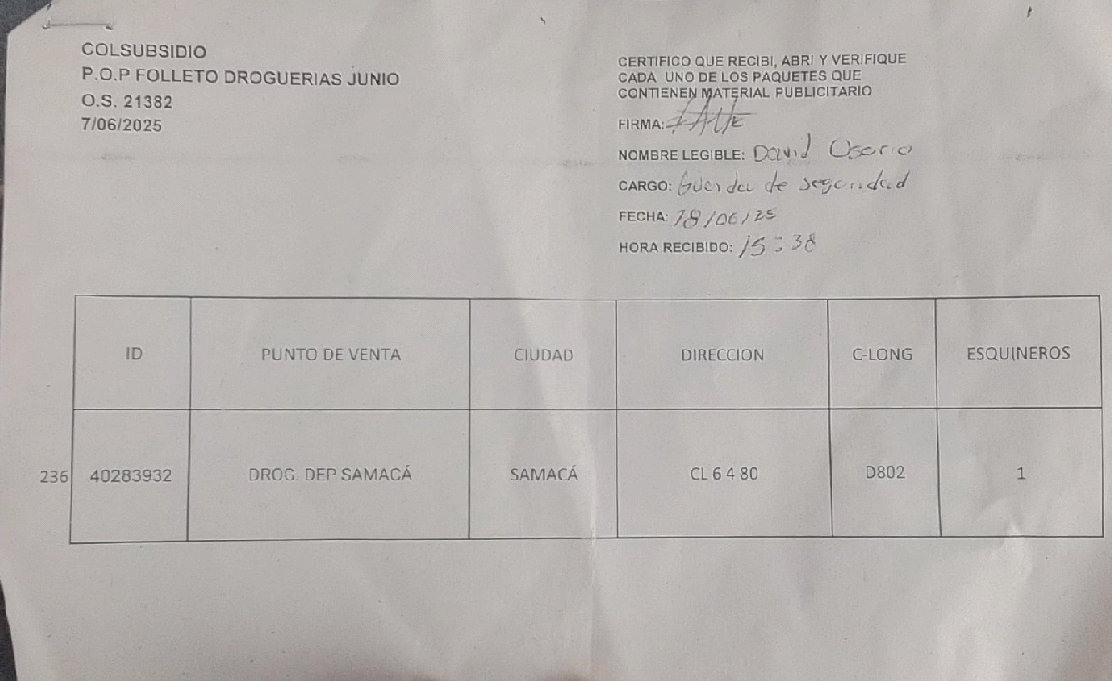 COLSUBSIDIO
P.O.P FOLLETO DROGUERIAS JUNIO
O.S. 21382
7/06/2025
CERTIFICO QUE RECIBI, ABRI Y VERIFIQUE
CADA UNO DE LOS PAQUETES QUE
CONTIENEN MATERIAL PUBLICITARIO
FIRMA:
NOMBRE LEGIBLE: David Osorio
CARGO: Guarda de seguridad
FECHA: 18/06/25
HORA RECIBIDO: 15:38
ID PUNTO DE VENTA CIUDAD DIRECCION C-LONG ESQUINEROS
236 40283932 DROG. DEP SAMACÁ SAMACÁ CL 6 4 80 D802 1